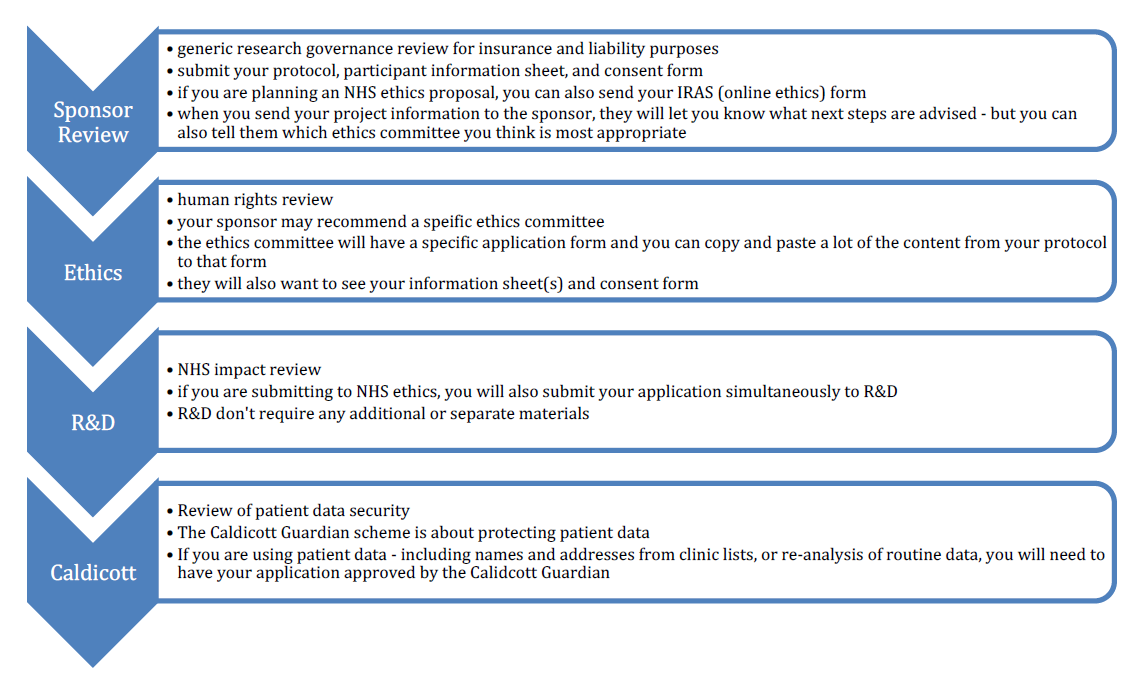 Sponsor
Review
• generic research governance review for insurance and liability purposes
• submit your protocol, participant information sheet, and consent form
• if you are planning an NHS ethics proposal, you can also send your IRAS (online ethics) form
• when you send your project information to the sponsor, they will let you know what next steps are advised - but you can
also tell them which ethics committee you think is most appropriate
Ethics
• human rights review
• your sponsor may recommend a speific ethics committee
• the ethics committee will have a specific application form and you can copy and paste a lot of the content from your protocol
to that form
• they will also want to see your information sheet(s) and consent form
R&D
• NHS impact review
• if you are submitting to NHS ethics, you will also submit your application simultaneously to R&D
• R&D don't require any additional or separate materials
Caldicott
• Review of patient data security
• The Caldicott Guardian scheme is about protecting patient data
• If you are using patient data - including names and addresses from clinic lists, or re-analysis of routine data, you will need to
have your application approved by the Calidcott Guardian